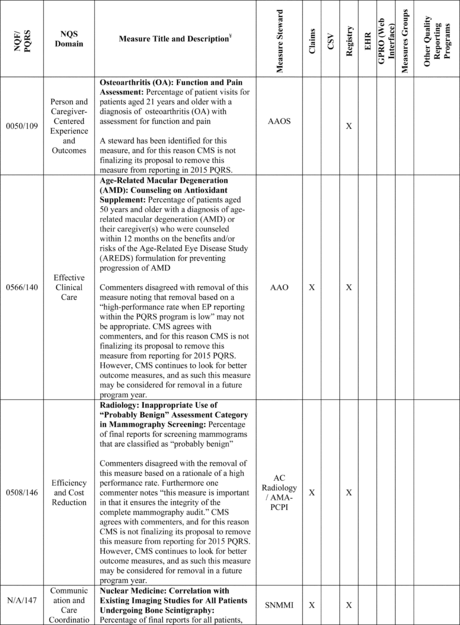 NQF/
PQRS
NQS
Domain
Measure Title and Description¥
Measure Steward
Claims
CSV
Registry
EHR
GPRO (Web
Interface)
Measures Groups
Other Quality
Reporting
Programs
0050/109
Person and
Caregiver-
Centered
Experience
and
Outcomes
Osteoarthritis (OA): Function and Pain
Assessment: Percentage of patient visits for
patients aged 21 years and older with a
diagnosis of osteoarthritis (OA) with
assessment for function and pain
A steward has been identified for this
measure, and for this reason CMS is not
finalizing its proposal to remove this
measure from reporting in 2015 PQRS.
AAOS
X
0566/140
Effective
Clinical
Care
Age-Related Macular Degeneration
(AMD): Counseling on Antioxidant
Supplement: Percentage of patients aged
50 years and older with a diagnosis of age-
related macular degeneration (AMD) or
their caregiver(s) who were counseled
within 12 months on the benefits and/or
risks of the Age-Related Eye Disease Study
(AREDS) formulation for preventing
progression of AMD
Commenters disagreed with removal of this
measure noting that removal based on a
“high-performance rate when EP reporting
within the PQRS program is low” may not
be appropriate. CMS agrees with
commenters, and for this reason CMS is not
finalizing its proposal to remove this
measure from reporting for 2015 PQRS.
However, CMS continues to look for better
outcome measures, and as such this measure
may be considered for removal in a future
program year.
AAO
X
X
0508/146
Efficiency
and Cost
Reduction
Radiology: Inappropriate Use of
“Probably Benign” Assessment Category
in Mammography Screening: Percentage
of final reports for screening mammograms
that are classified as “probably benign”
Commenters disagreed with the removal of
this measure based on a rationale of a high
performance rate. Furthermore one
commenter notes “this measure is important
in that it ensures the integrity of the
complete mammography audit.” CMS
agrees with commenters, and for this reason
CMS is not finalizing its proposal to remove
this measure from reporting for 2015 PQRS.
However, CMS continues to look for better
outcome measures, and as such this measure
may be considered for removal in a future
program year.
AC
Radiology
/ AMA-
PCPI
X
X
N/A/147
Communic
ation and
Care
Coordinatio
Nuclear Medicine: Correlation with
Existing Imaging Studies for All Patients
Undergoing Bone Scintigraphy:
Percentage of final reports for all patients,
SNMMI
X
X